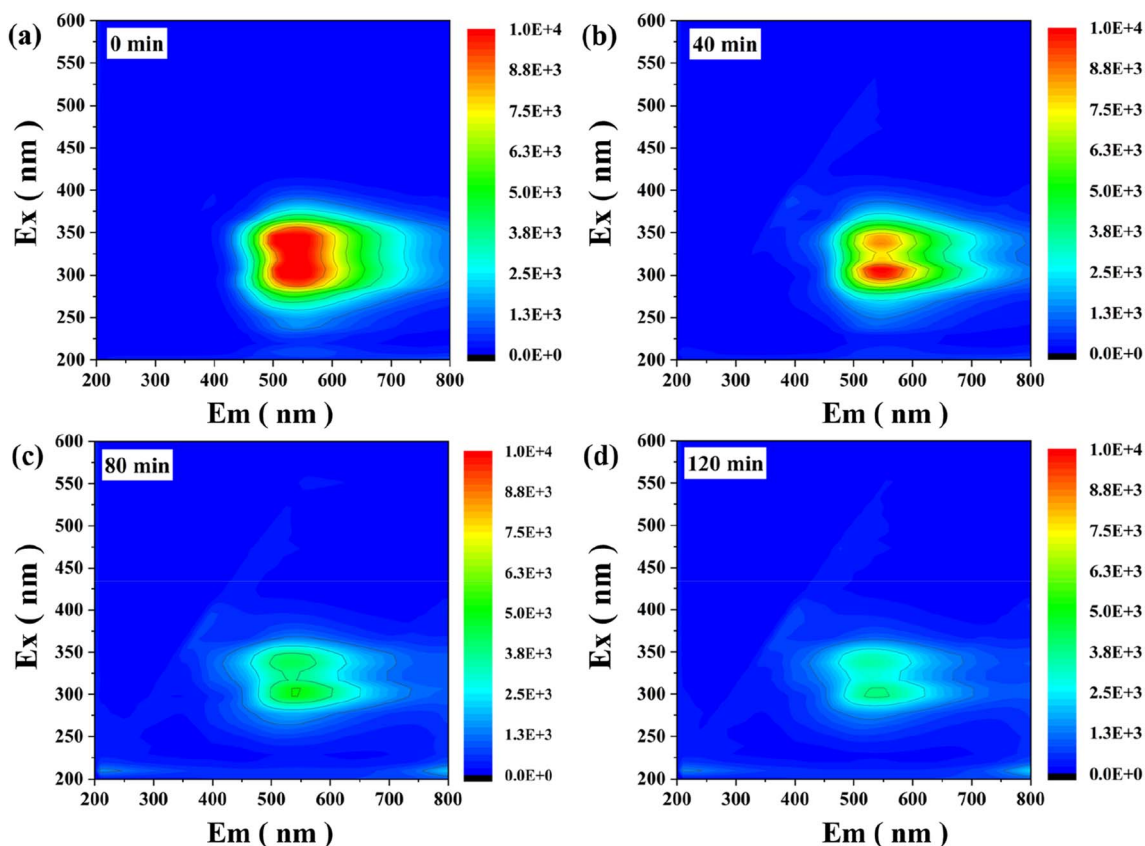 (a)
0 min
Ex ( nm )
600
550
500
450
400
350
300
250
200
200 300 400 500 600 700 800
Em ( nm )
1.0E+4
8.8E+3
7.5E+3
6.3E+3
5.0E+3
3.8E+3
2.5E+3
1.3E+3
0.0E+0
(b)
40 min
Ex ( nm )
600
550
500
450
400
350
300
250
200
200 300 400 500 600 700 800
Em ( nm )
1.0E+4
8.8E+3
7.5E+3
6.3E+3
5.0E+3
3.8E+3
2.5E+3
1.3E+3
0.0E+0
(c)
80 min
Ex ( nm )
600
550
500
450
400
350
300
250
200
200 300 400 500 600 700 800
Em ( nm )
1.0E+4
8.8E+3
7.5E+3
6.3E+3
5.0E+3
3.8E+3
2.5E+3
1.3E+3
0.0E+0
(d)
120 min
Ex ( nm )
600
550
500
450
400
350
300
250
200
200 300 400 500 600 700 800
Em ( nm )
1.0E+4
8.8E+3
7.5E+3
6.3E+3
5.0E+3
3.8E+3
2.5E+3
1.3E+3
0.0E+0